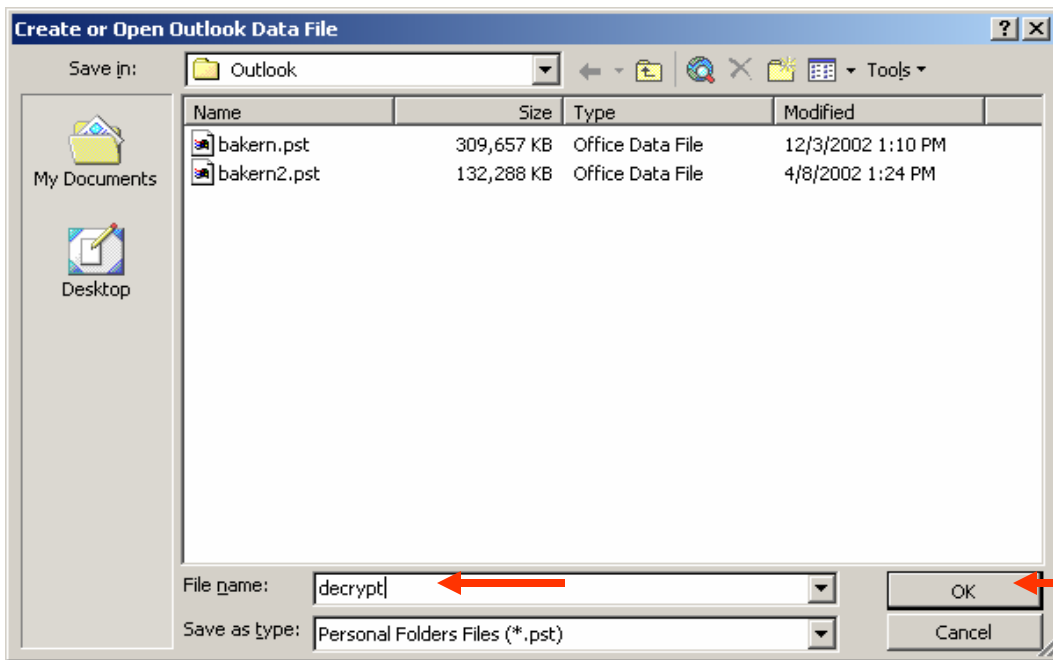 Create or Open Outlook Data File
Save in: Outlook Tools
Name Size Type Modified
bakern.pst 309,657 KB Office Data File 12/3/2002 1:10 PM
bakern2.pst 132,288 KB Office Data File 4/8/2002 1:24 PM
My Documents
Desktop
File name: decrypt OK
Save as type: Personal Folders Files (*.pst) Cancel